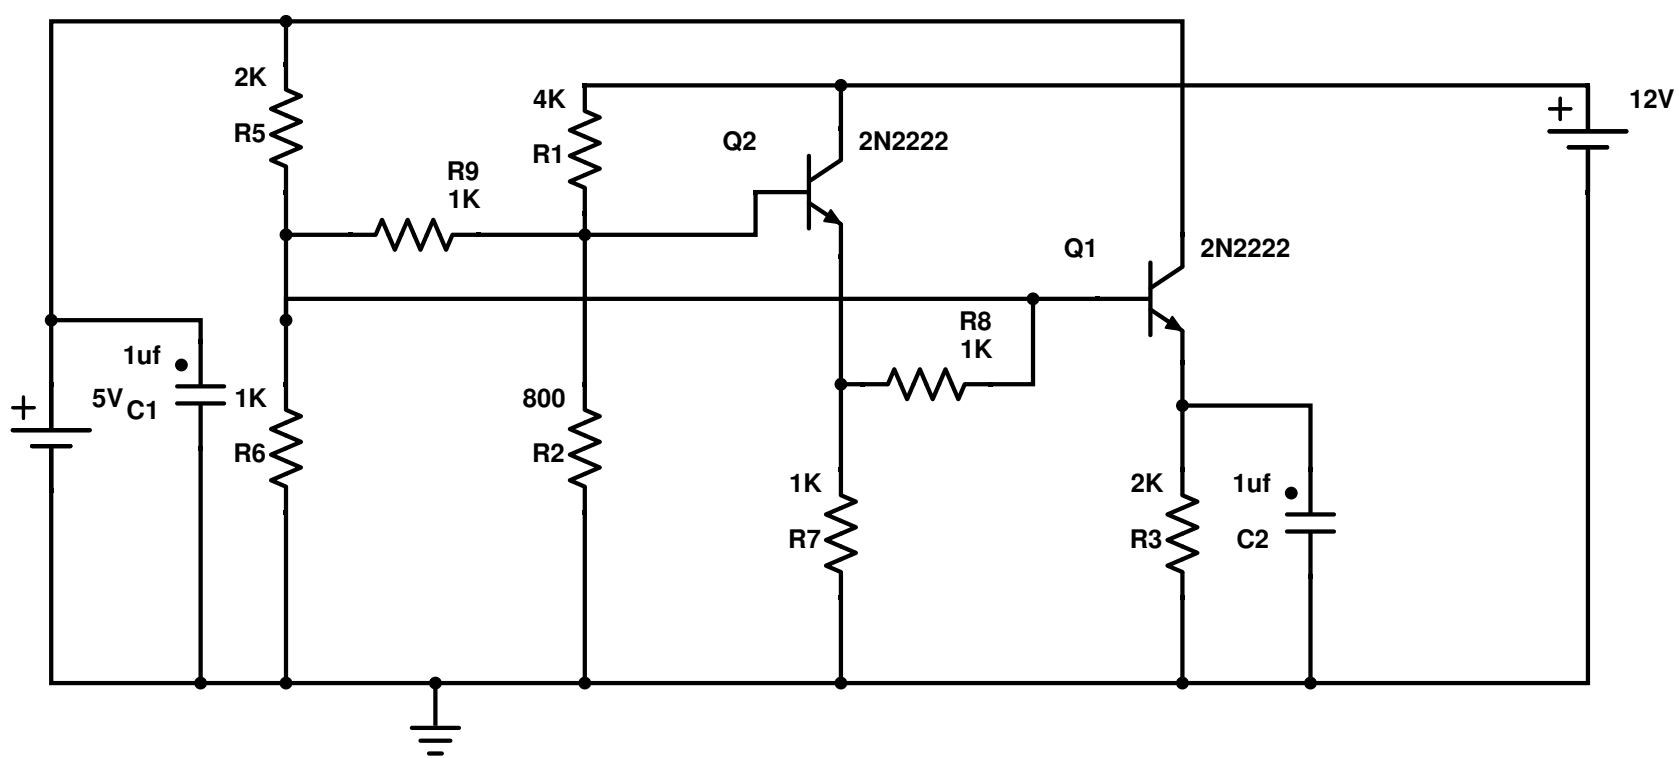 2K
R5
4K
R1
Q2
2N2222
+
12V
R9
1K
Q1
2N2222
R8
1K
1uf
5V
C1
+
1K
R6
800
R2
1K
R7
2K
R3
1uf
C2